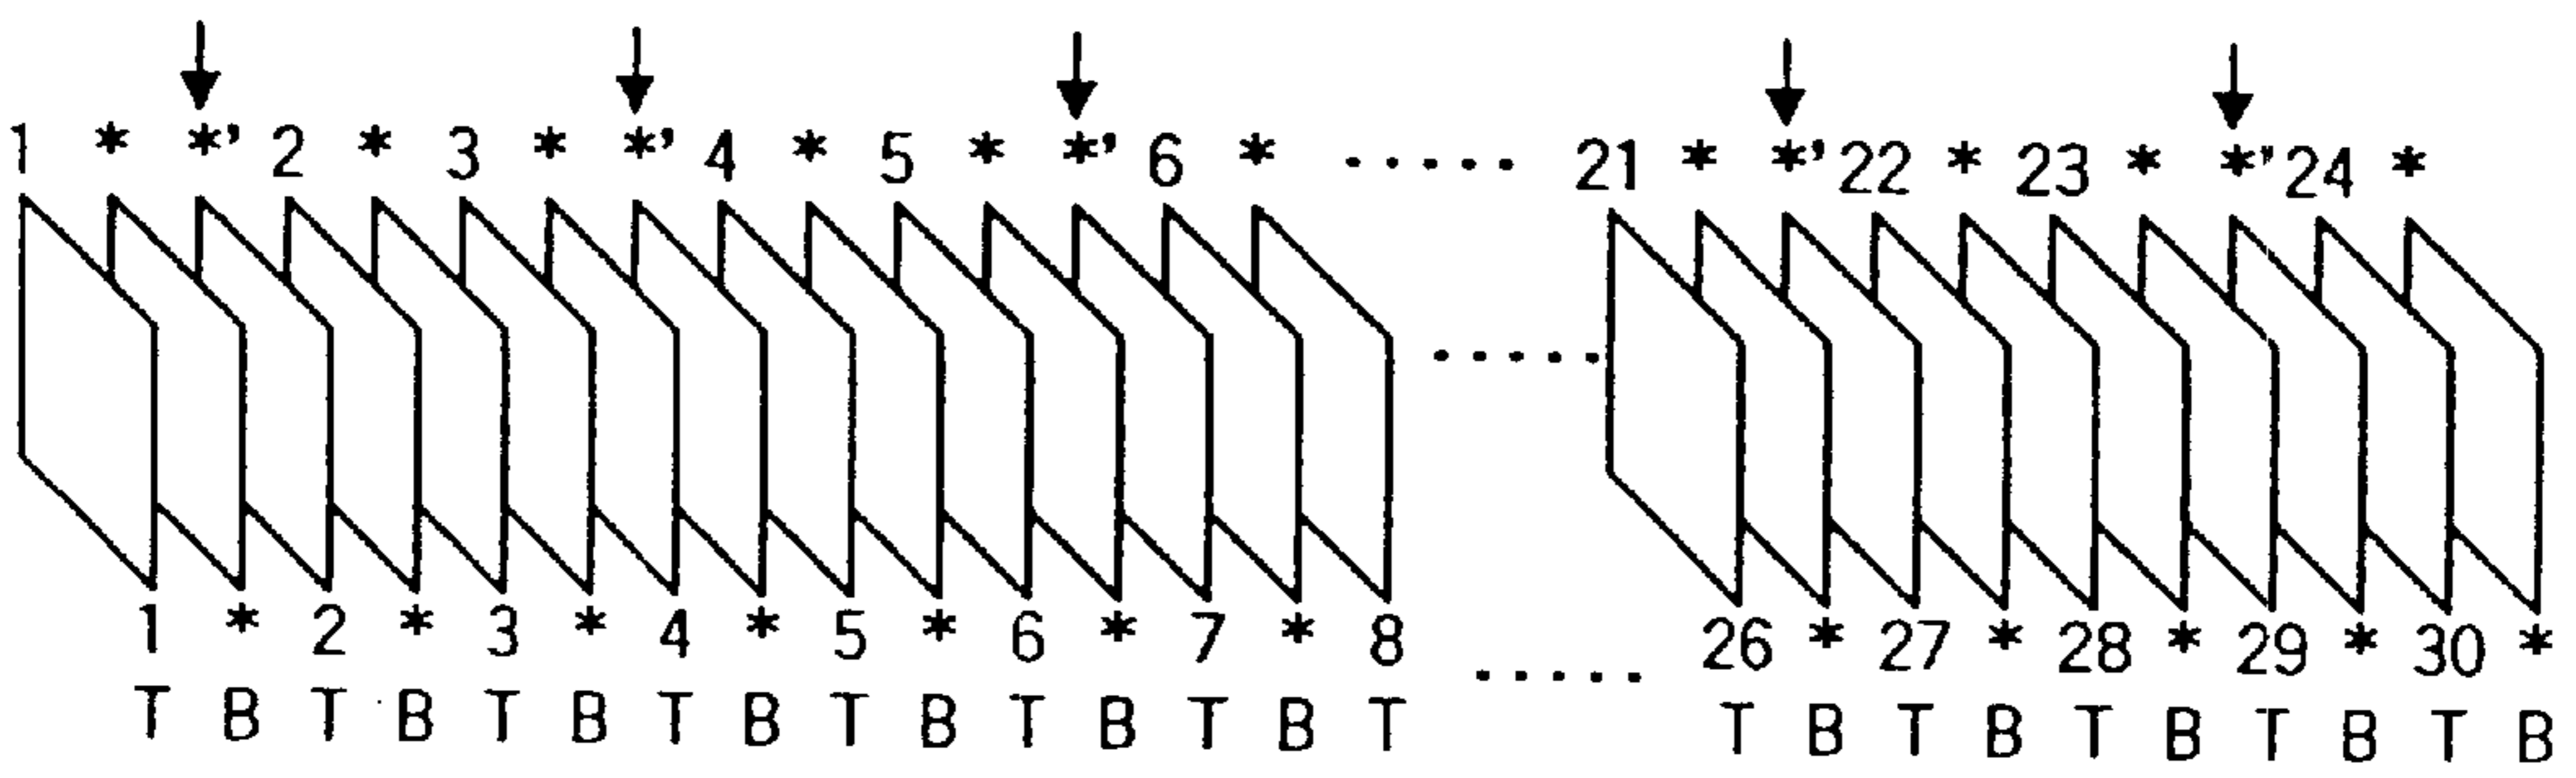 1 * *' 2 * 3 * *' 4 * 5 * *' 6 * ..... 21 * *' 22 * 23 * *' 24 *
1 * 2 * 3 * 4 * 5 * 6 * 7 * 8 ..... 26 * 27 * 28 * 29 * 30 *
T B T B T B T B T B T B T B T T B T B T B T B T B